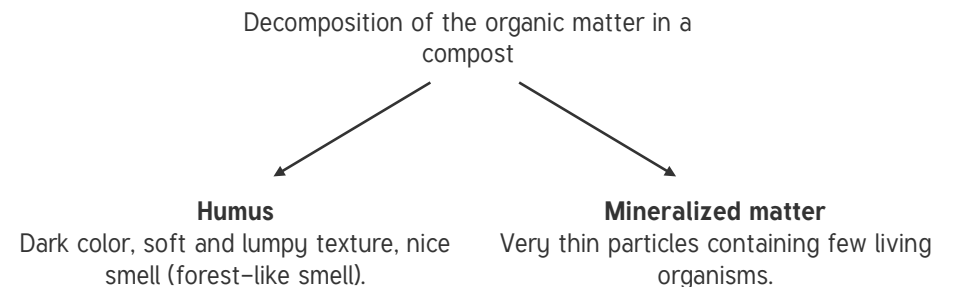 Decomposition of the organic matter in a
compost
Humus
Dark color, soft and lumpy texture, nice
smell (forest-like smell).
Mineralized matter
Very thin particles containing few living
organisms.